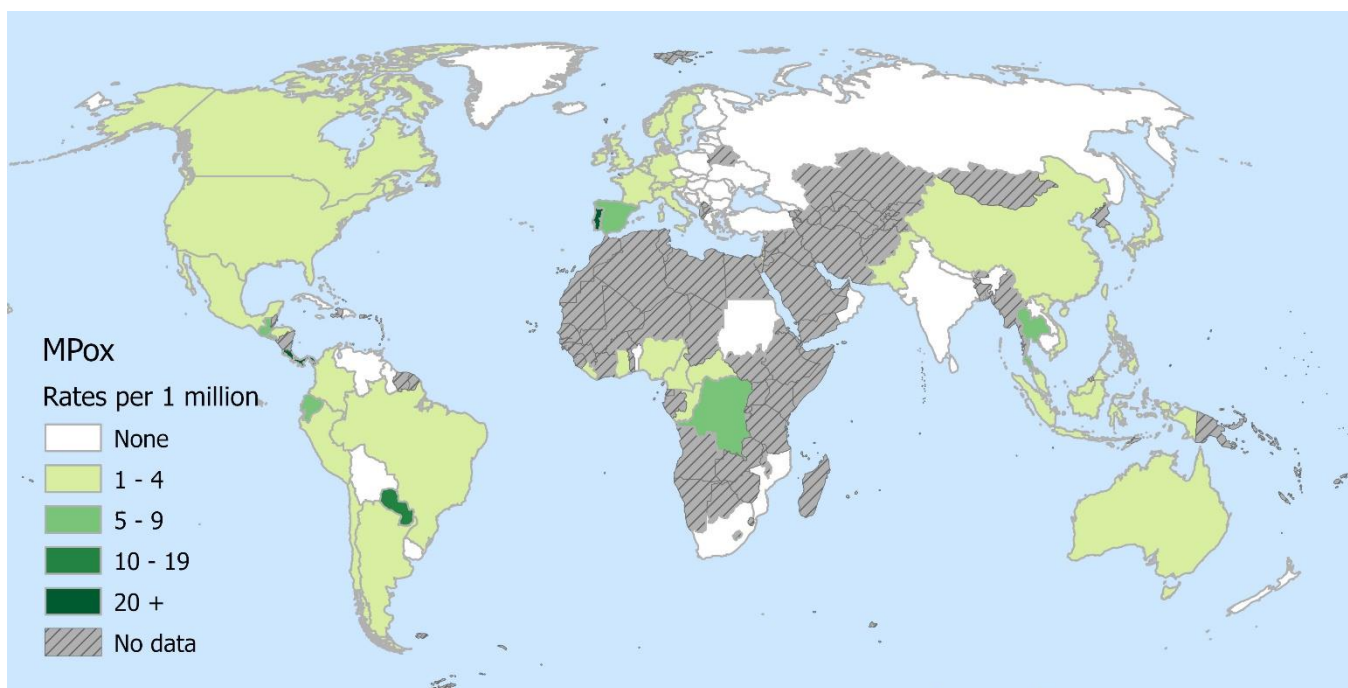 MPox
Rates per 1 million
None
1 - 4
5 - 9
10 - 19
20 +
No data